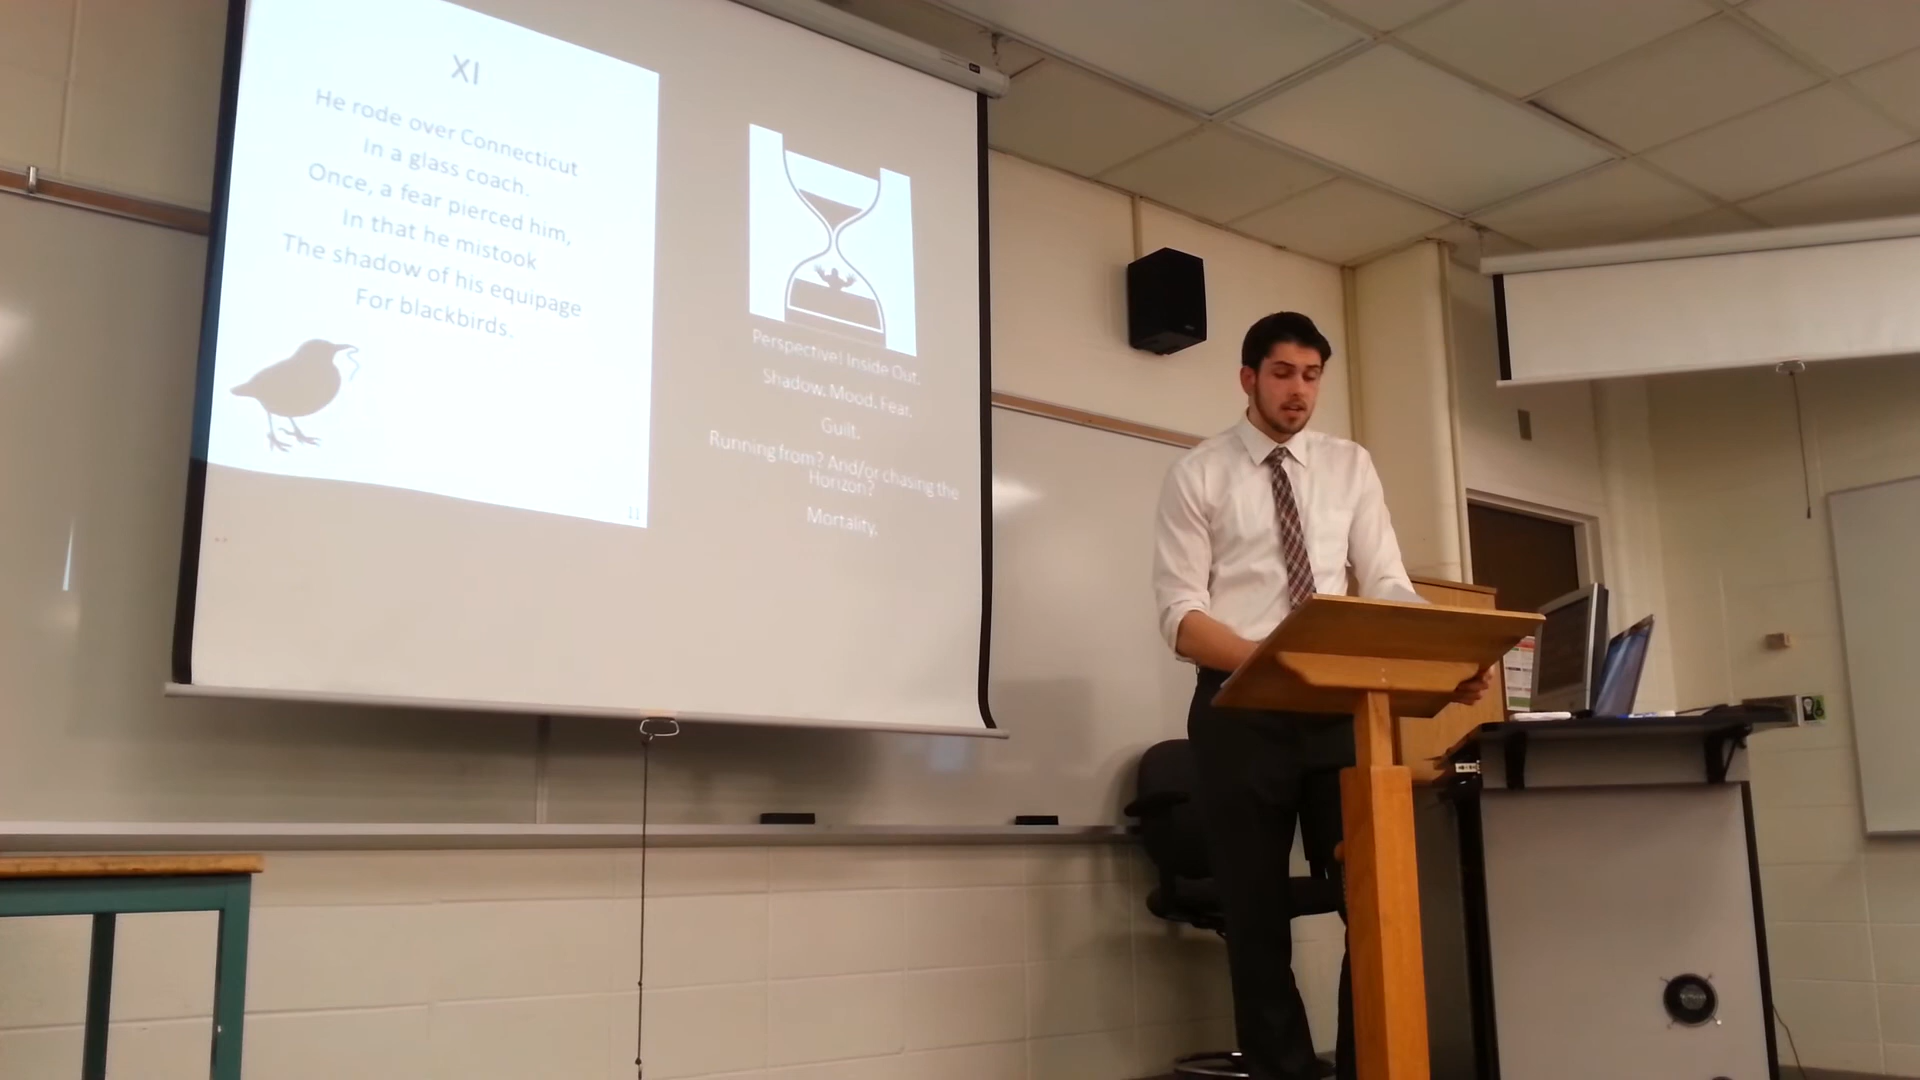 XI
He rode over Connecticut
In a glass coach.
Once, a fear pierced him,
In that he mistook
The shadow of his equipage
For blackbirds.
11
Perspective! Inside Out.
Shadow. Mood. Fear.
Guilt.
Running from? And/or chasing the
Horizon?
Mortality.